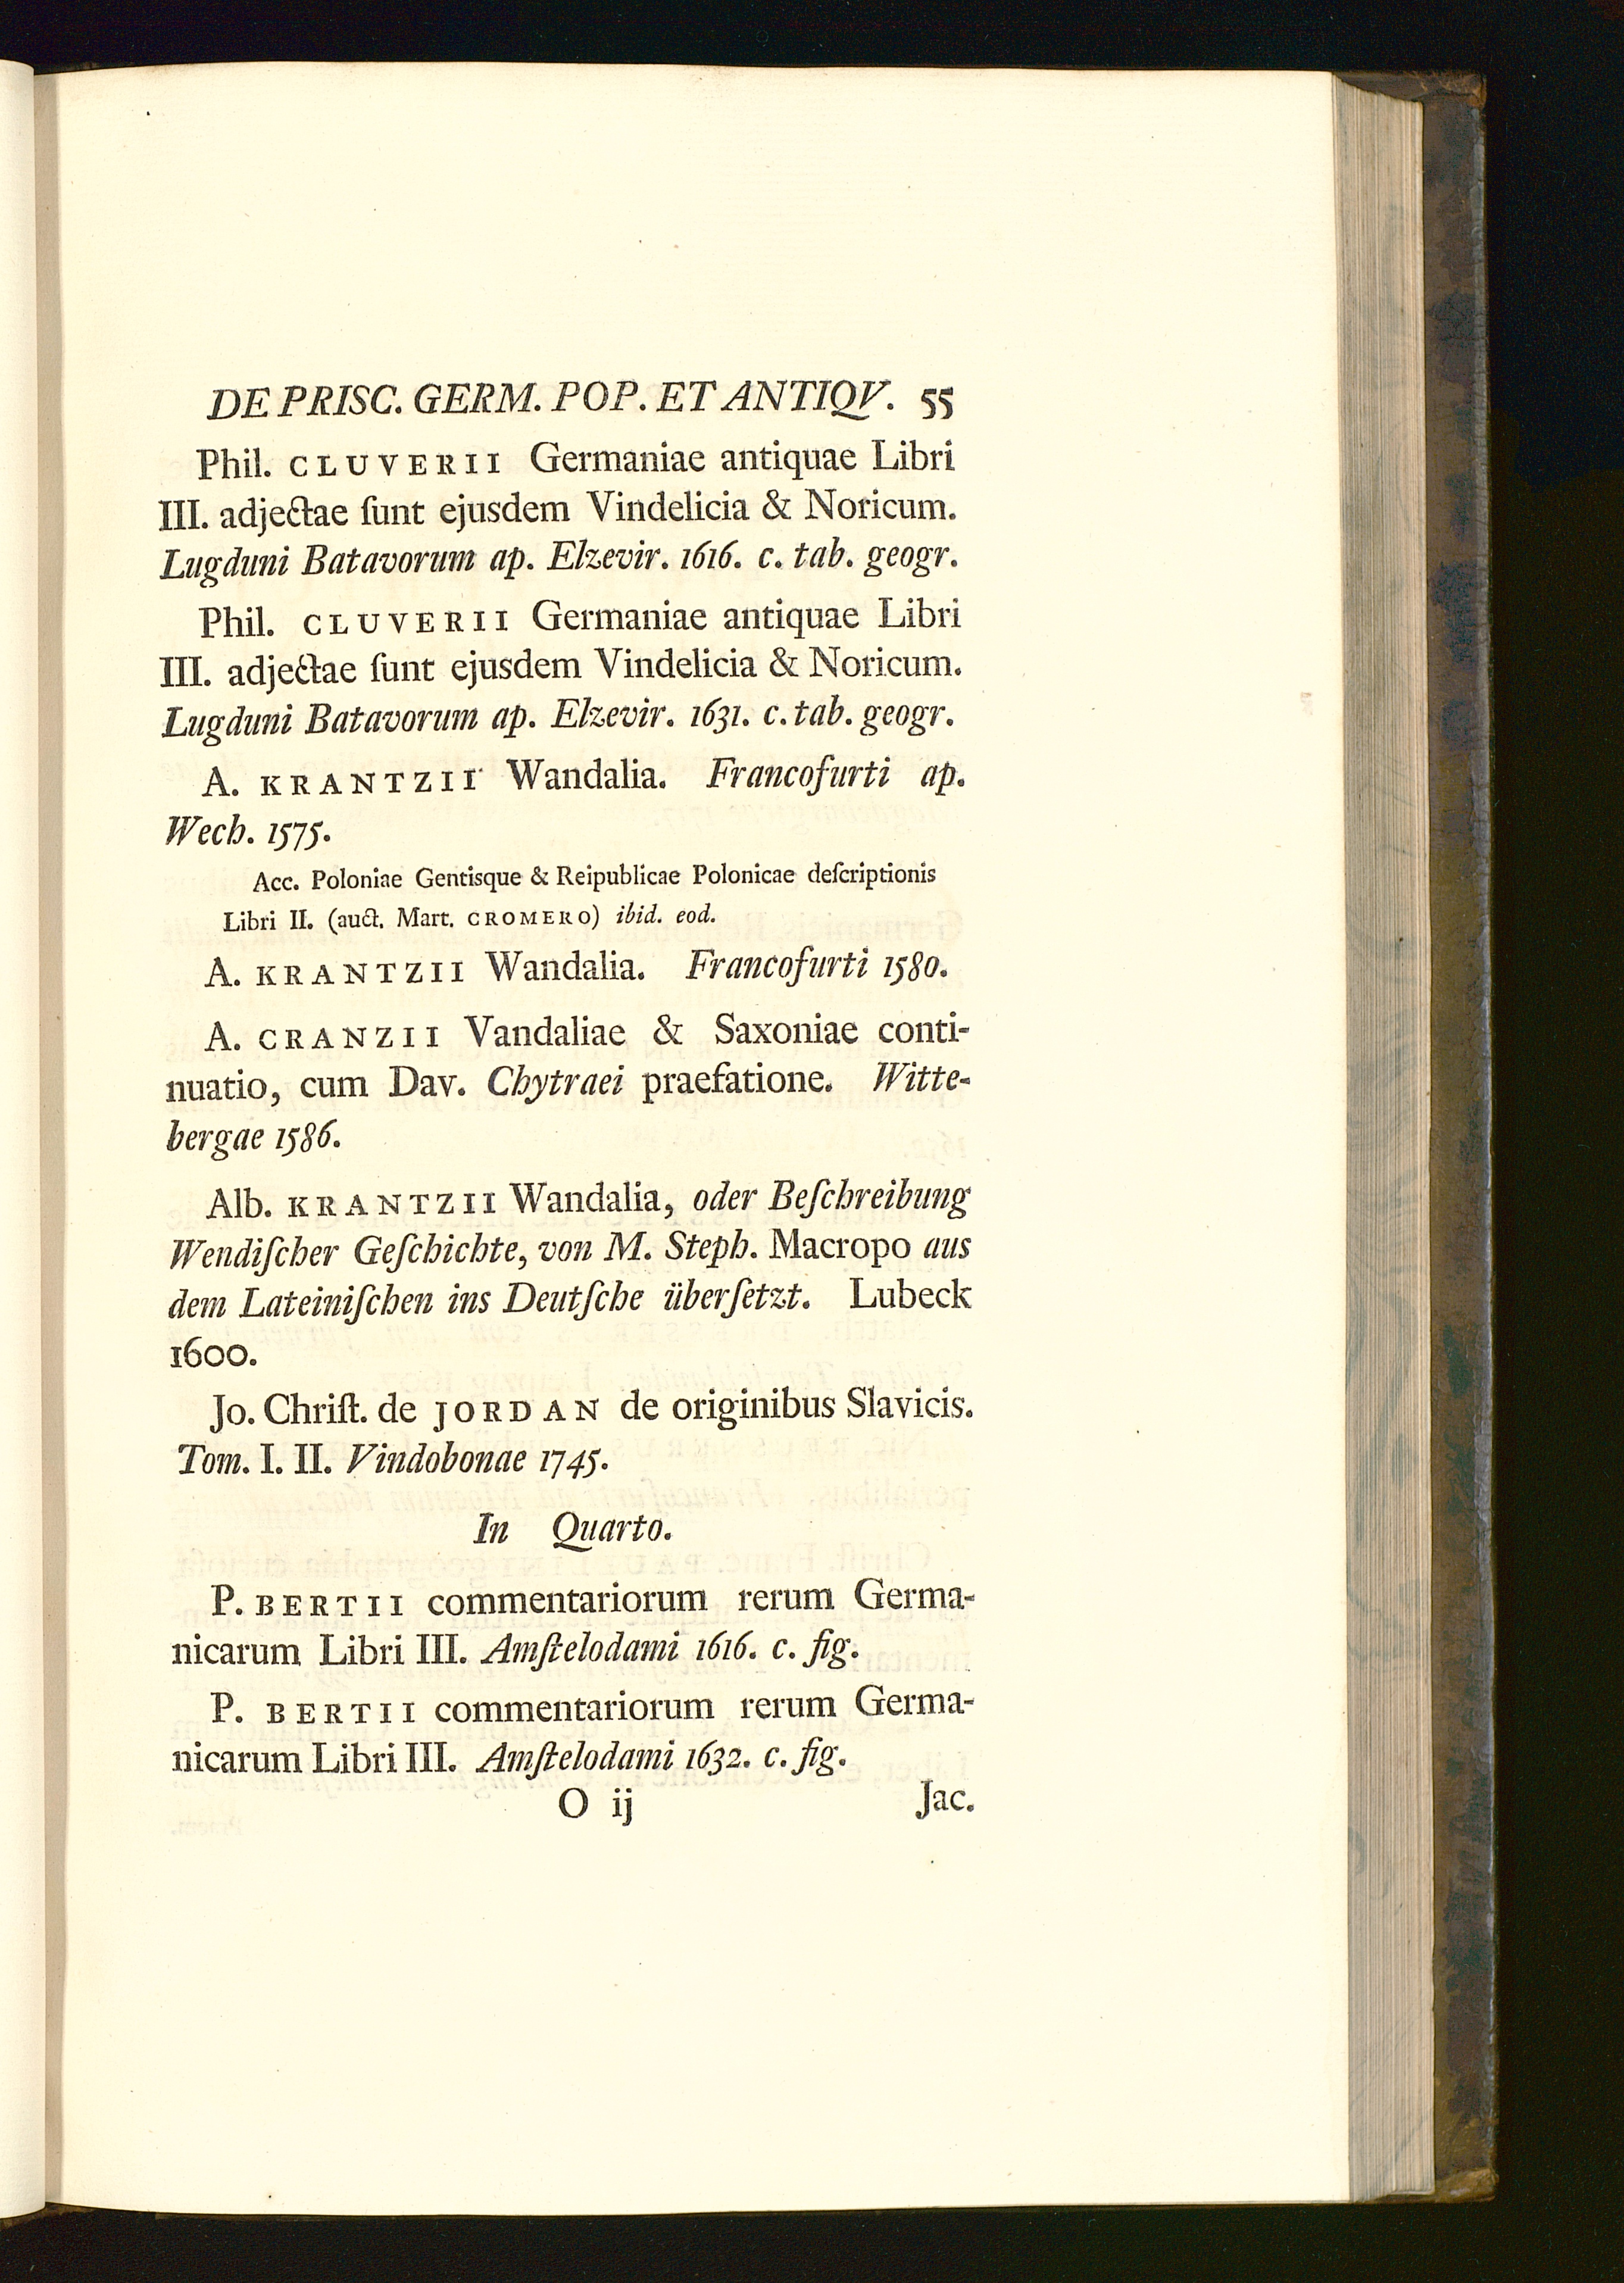 DE PRISC. GERM. POP. ET ANTIQV. 55
Phil. CLUVERII Germaniae antiquae Libri
III. adjectae ſunt ejusdem Vindelicia & Noricum.
Lugduni Batavorum ap. Elzevir. 1616. c. tab. geogr.
Phil. CLUVERII Germaniae antiquae Libri
III. adjectae ſunt ejusdem Vindelicia & Noricum.
Lugduni Batavorum ap. Elzevir. 1631. c. tab. geogr.
A. KRANTZII Wandalia. Francofurti ap.
Wech. 1575.
Acc. Poloniae Gentisque & Reipublicae Polonicae deſcriptionis
Libri II. (auct. Mart. CROMERO) ibid. eod.
A. KRANTZII Wandalia. Francofurti 1580.
A. CRANZII Vandaliae & Saxoniae conti-
nuatio, cum Dav. Chytraei praefatione. Witte-
bergae 1586.
Alb. KRANTZII Wandalia, oder Beſchreibung
Wendiſcher Geſchichte, von M. Steph. Macropo aus
dem Lateiniſchen ins Deutſche überſetzt. Lubeck
1600.
Jo. Chriſt. de JORDAN de originibus Slavicis.
Tom. I. II. Vindobonae 1745.
In Quarto.
P. BERTII commentariorum rerum Germa-
nicarum Libri III. Amſtelodami 1616. c. fig.
P. BERTII commentariorum rerum Germa-
nicarum Libri III. Amſtelodami 1632. c. fig.
O ij Jac.